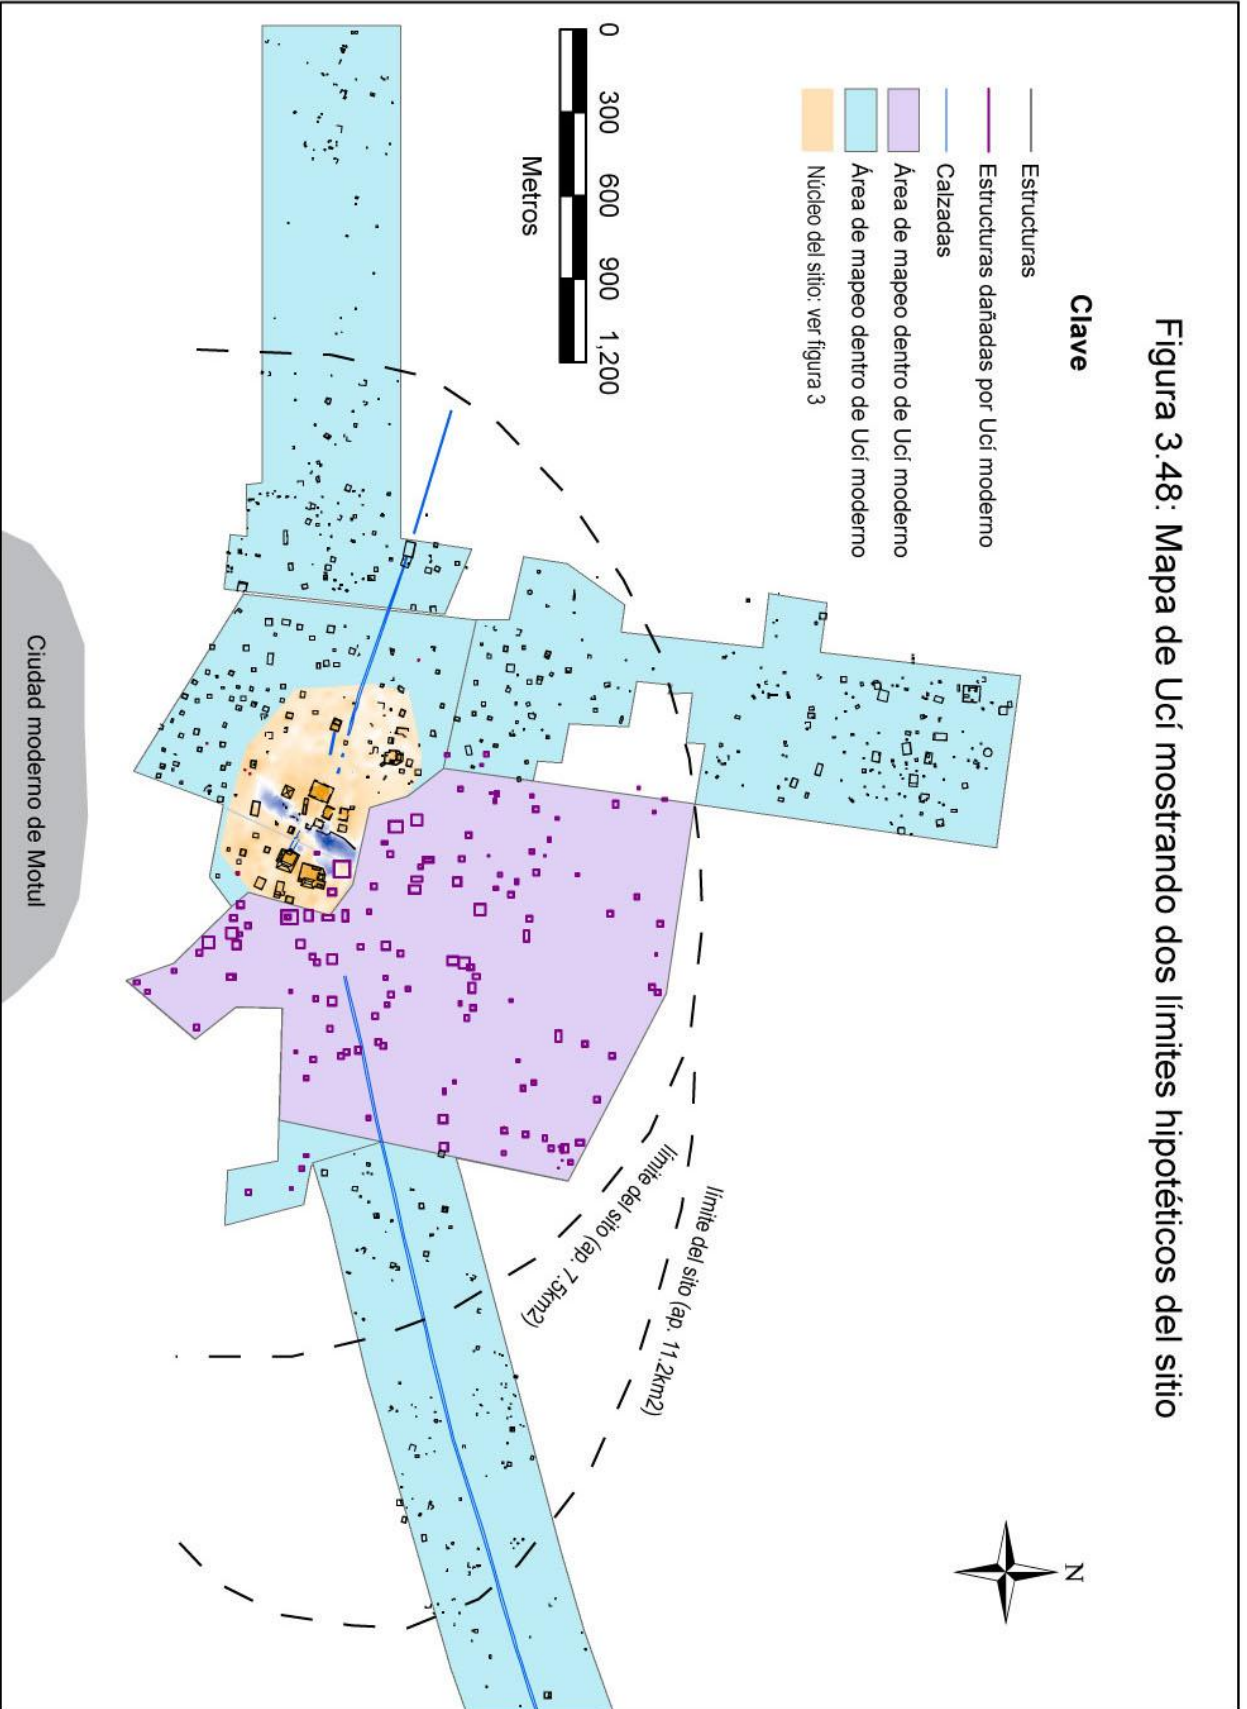 Figura 3.48: Mapa de Ucí mostrando dos límites hipotéticos del sitio
Clave
Estructuras
Estructuras dañadas por Ucí moderno
Calzadas
Área de mapeo dentro de Ucí moderno
Área de mapeo dentro de Ucí moderno
Núcleo del sitio: ver figura 3
0 300 600 900 1,200
Metros
N
límite del sito (ap. 11.2km2)
límite del sito (ap. 7.5km2)
Ciudad moderno de Motul